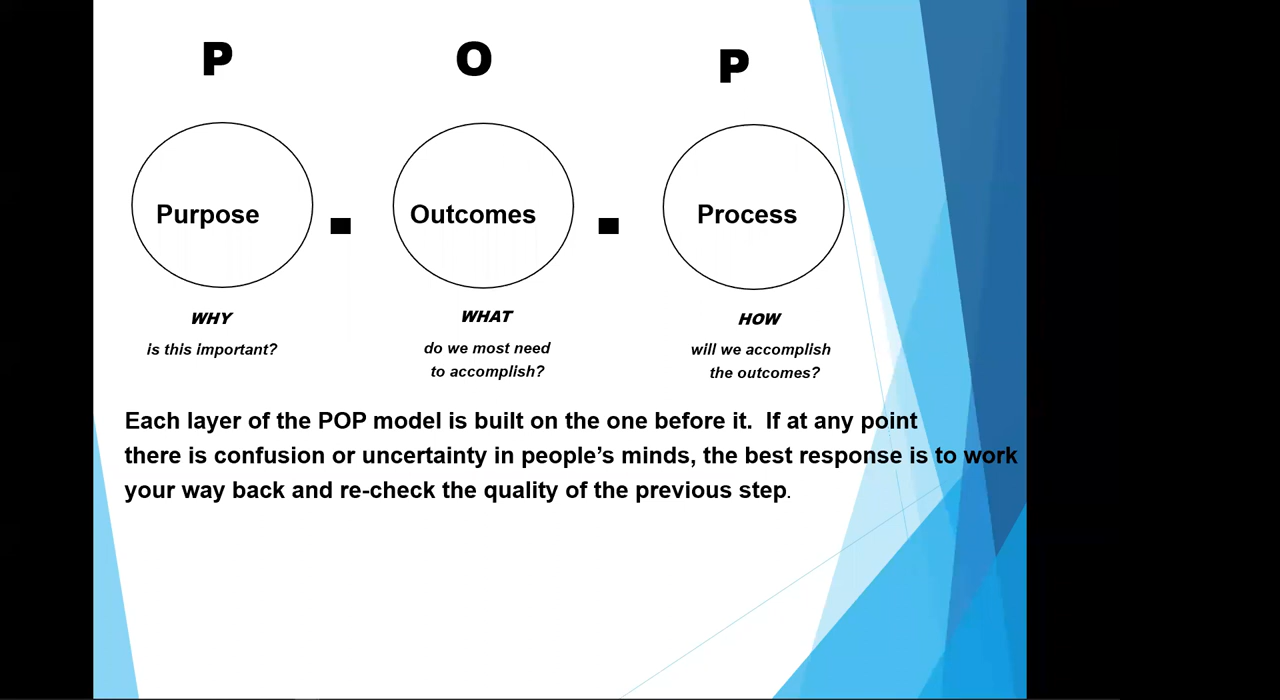 P O P
Purpose - Outcomes - Process
WHY WHAT HOW
is this important? do we most need will we accomplish
to accomplish? the outcomes?
Each layer of the POP model is built on the one before it.  If at any point
there is confusion or uncertainty in people’s minds, the best response is to work
your way back and re-check the quality of the previous step.